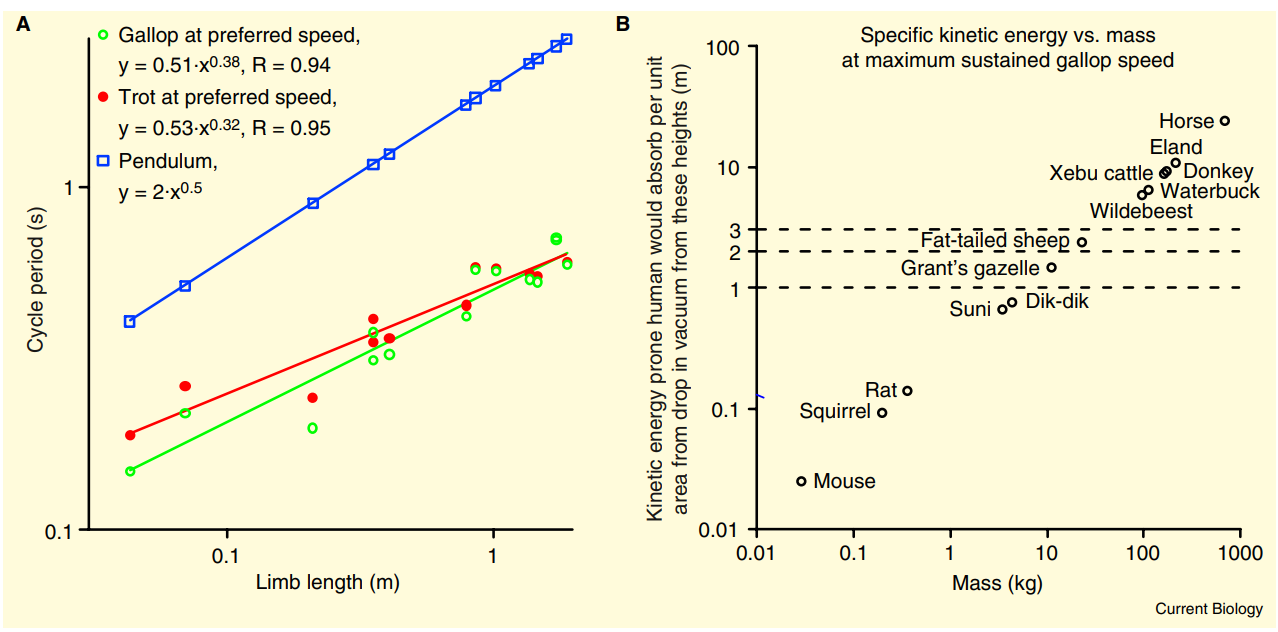 A
Gallop at preferred speed,
y = 0.51·x^0.38, R = 0.94
Trot at preferred speed,
y = 0.53·x^0.32, R = 0.95
Pendulum,
y = 2·x^0.5
1
0.1
Cycle period (s)
0.1
1
Limb length (m)
B
Specific kinetic energy vs. mass
at maximum sustained gallop speed
Kinetic energy prone human would absorb per unit
area from drop in vacuum from these heights (m)
100
10
3
2
1
0.1
0.01
Horse
Eland
Xebu cattle
Donkey
Waterbuck
Wildebeest
Fat-tailed sheep
Grant's gazelle
Suni
Dik-dik
Rat
Squirrel
Mouse
0.01
0.1
1
10
100
1000
Mass (kg)
Current Biology